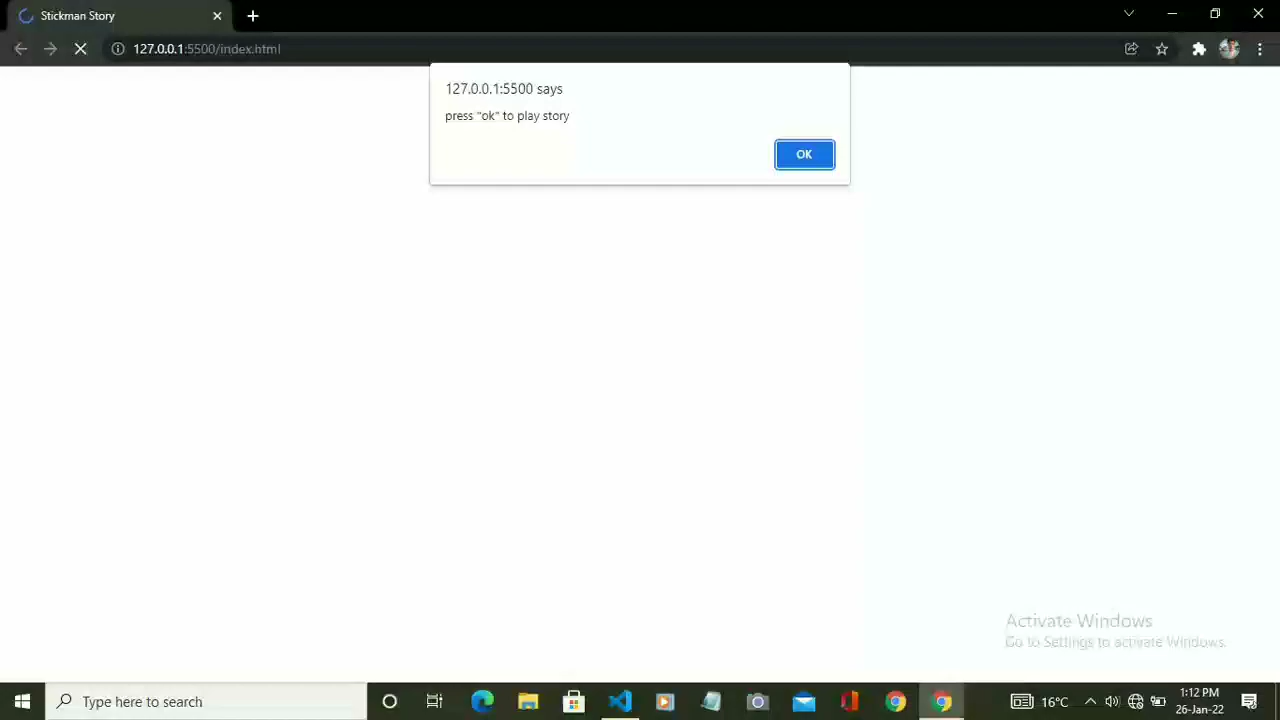 Stickman Story
127.0.0.1:5500/index.html
127.0.0.1:5500 says
press "ok" to play story
OK
Activate Windows
Go to Settings to activate Windows.
Type here to search
16°C
1:12 PM
26-Jan-22